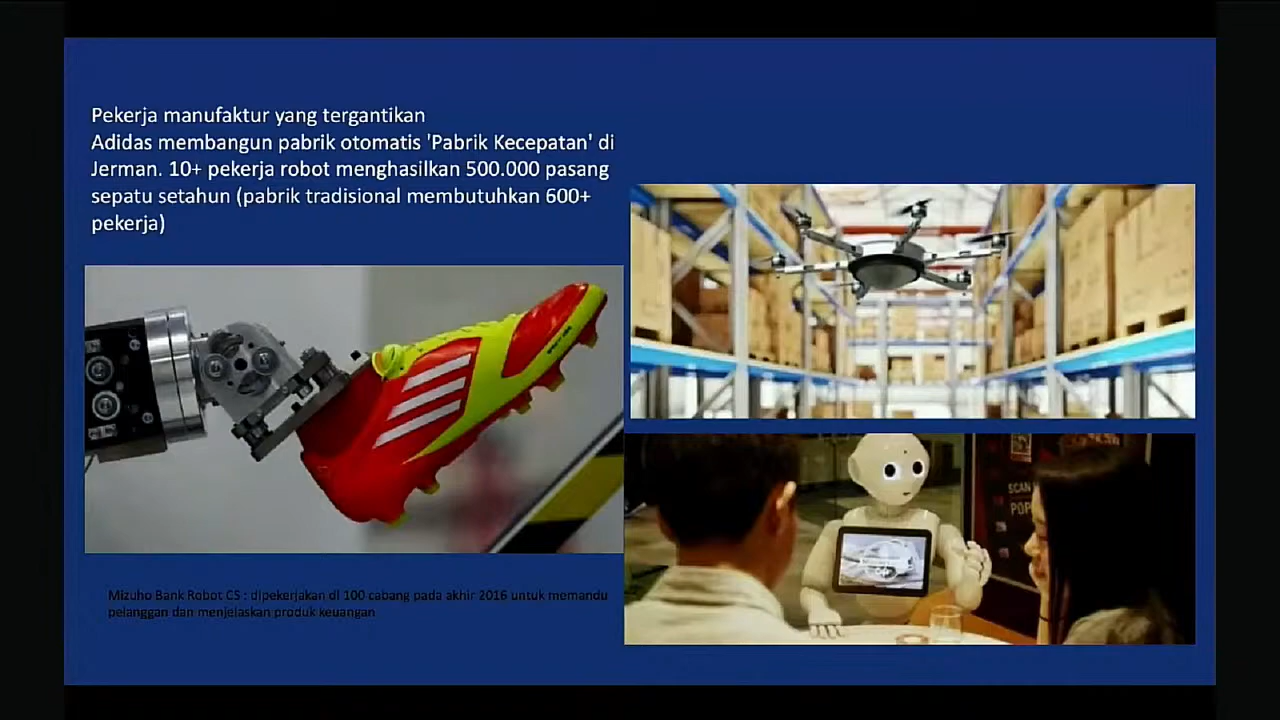 Pekerja manufaktur yang tergantikan
Adidas membangun pabrik otomatis 'Pabrik Kecepatan' di
Jerman. 10+ pekerja robot menghasilkan 500.000 pasang
sepatu setahun (pabrik tradisional membutuhkan 600+
pekerja)
SCAN
POP
Mizuho Bank Robot CS : dipekerjakan di 100 cabang pada akhir 2016 untuk memandu
pelanggan dan menjelaskan produk keuangan